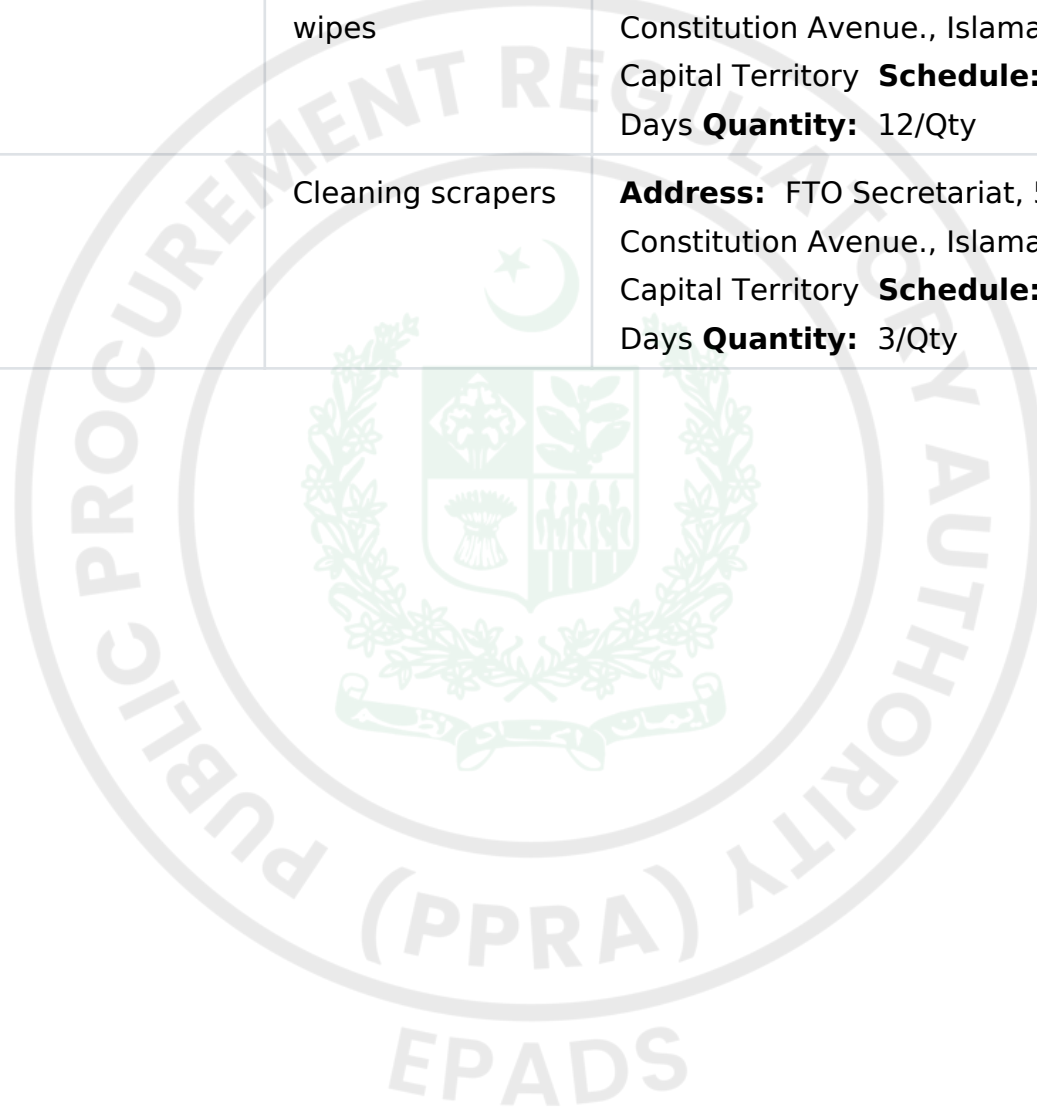 wipes
Constitution Avenue., Islama
Capital Territory Schedule:
Days Quantity: 12/Qty
Cleaning scrapers
Address: FTO Secretariat,
Constitution Avenue., Islama
Capital Territory Schedule:
Days Quantity: 3/Qty
PUBLIC PROCUREMENT REGULATORY AUTHORITY
(PPRA)
EPADS